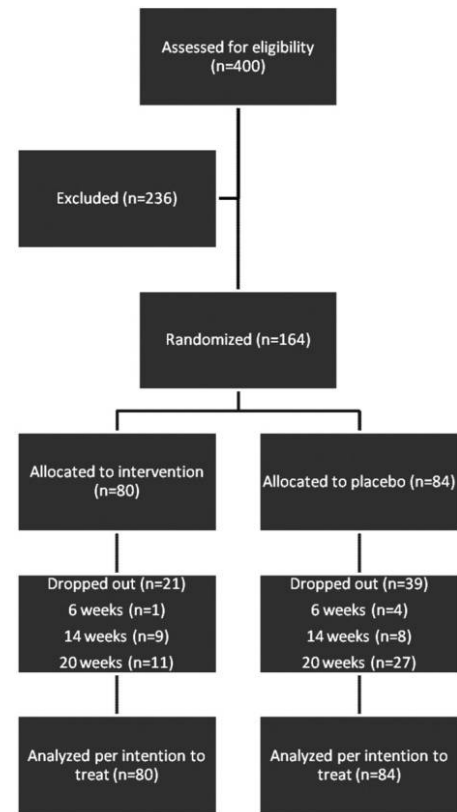 Assessed for eligibility
(n=400)
Excluded (n=236)
Randomized (n=164)
Allocated to intervention
(n=80)
Allocated to placebo (n=84)
Dropped out (n=21)
6 weeks (n=1)
14 weeks (n=9)
20 weeks (n=11)
Dropped out (n=39)
6 weeks (n=4)
14 weeks (n=8)
20 weeks (n=27)
Analyzed per intention to
treat (n=80)
Analyzed per intention to
treat (n=84)